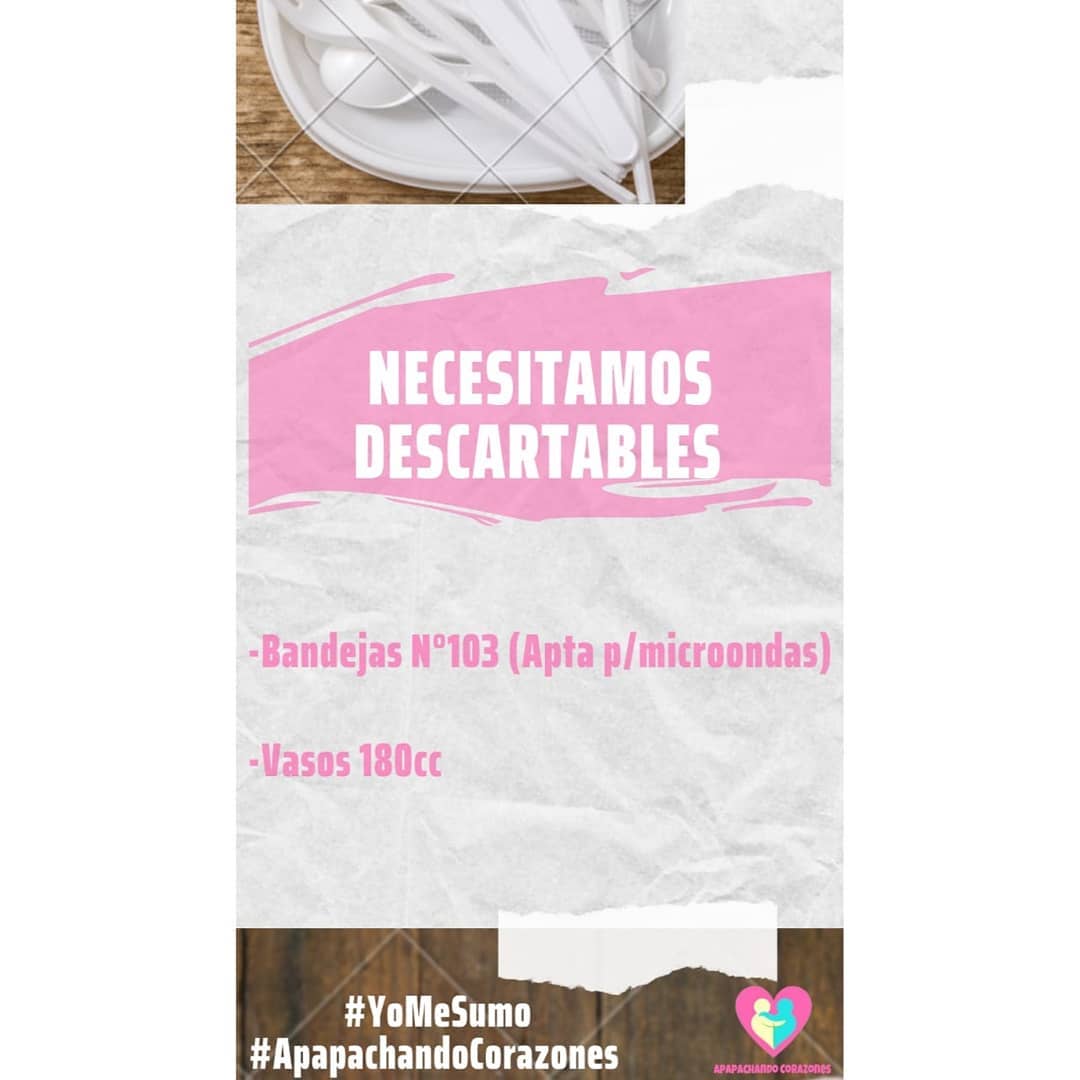 NECESITAMOS
DESCARTABLES
-Bandejas N°103 (Apta p/microondas)
-Vasos 180cc
#YoMeSumo
#ApapachandoCorazones
APAPACHANDO CORAZONES